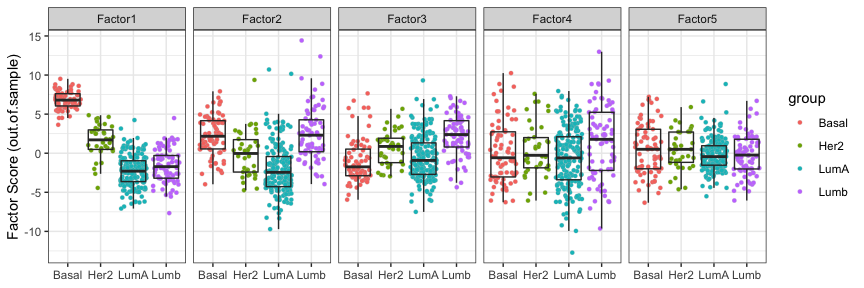 Factor1 Factor2 Factor3 Factor4 Factor5
Factor Score (out.of.sample)
15
10
5
0
-5
-10
Basal Her2 LumA Lumb Basal Her2 LumA Lumb Basal Her2 LumA Lumb Basal Her2 LumA Lumb Basal Her2 LumA Lumb
group
Basal
Her2
LumA
Lumb